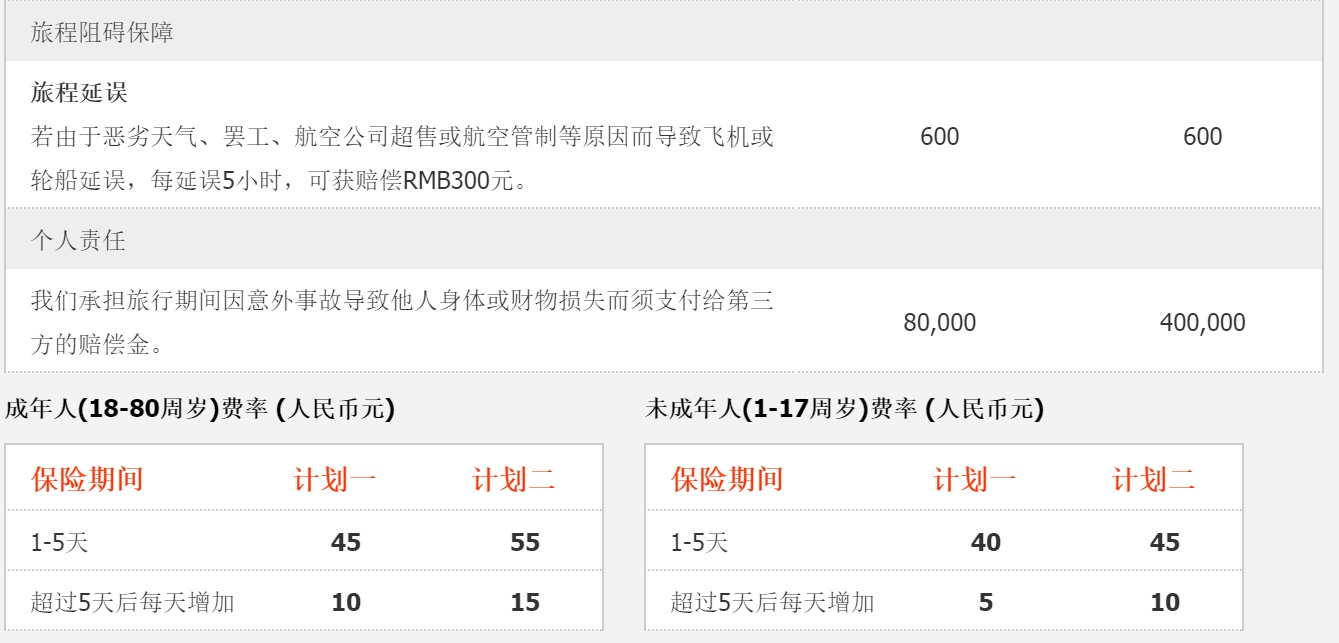 旅程阻碍保障
旅程延误
若由于恶劣天气、罢工、航空公司超售或航空管制等原因而导致飞机或
轮船延误，每延误5小时，可获赔偿RMB300元。
600 600
个人责任
我们承担旅行期间因意外事故导致他人身体或财物损失而须支付给第三
方的赔偿金。
80,000 400,000
成年人(18-80周岁)费率 (人民币元)
保险期间 计划一 计划二
1-5天 45 55
超过5天后每天增加 10 15
未成年人(1-17周岁)费率 (人民币元)
保险期间 计划一 计划二
1-5天 40 45
超过5天后每天增加 5 10